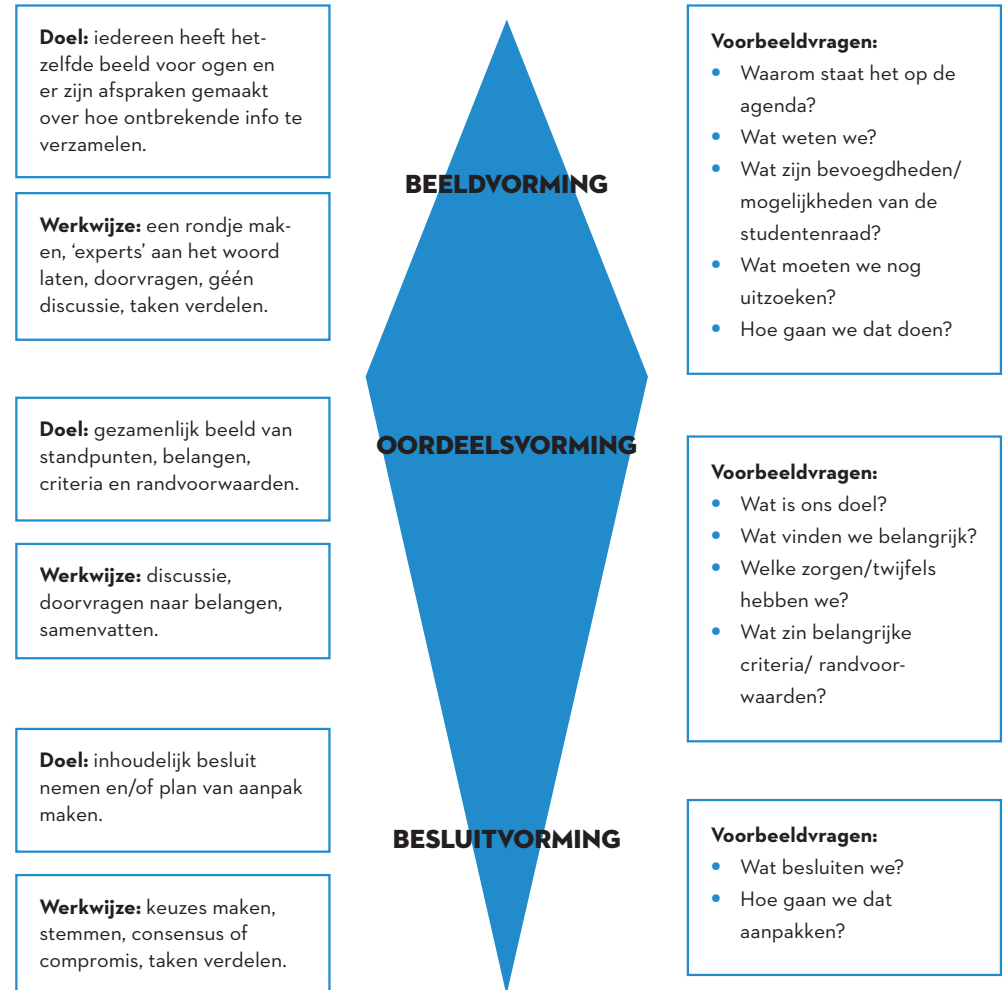 Doel: iedereen heeft het-
zelfde beeld voor ogen en
er zijn afspraken gemaakt
over hoe ontbrekende info te
verzamelen.
Werkwijze: een rondje mak-
en, ‘experts’ aan het woord
laten, doorvragen, géén
discussie, taken verdelen.
BEELDVORMING
Voorbeeldvragen:
• Waarom staat het op de
agenda?
• Wat weten we?
• Wat zijn bevoegdheden/
mogelijkheden van de
studentenraad?
• Wat moeten we nog
uitzoeken?
• Hoe gaan we dat doen?
Doel: gezamenlijk beeld van
standpunten, belangen,
criteria en randvoorwaarden.
Werkwijze: discussie,
doorvragen naar belangen,
samenvatten.
OORDEELSVORMING
Voorbeeldvragen:
• Wat is ons doel?
• Wat vinden we belangrijk?
• Welke zorgen/twijfels
hebben we?
• Wat zin belangrijke
criteria/ randvoor-
waarden?
Doel: inhoudelijk besluit
nemen en/of plan van aanpak
maken.
Werkwijze: keuzes maken,
stemmen, consensus of
compromis, taken verdelen.
BESLUITVORMING
Voorbeeldvragen:
• Wat besluiten we?
• Hoe gaan we dat
aanpakken?